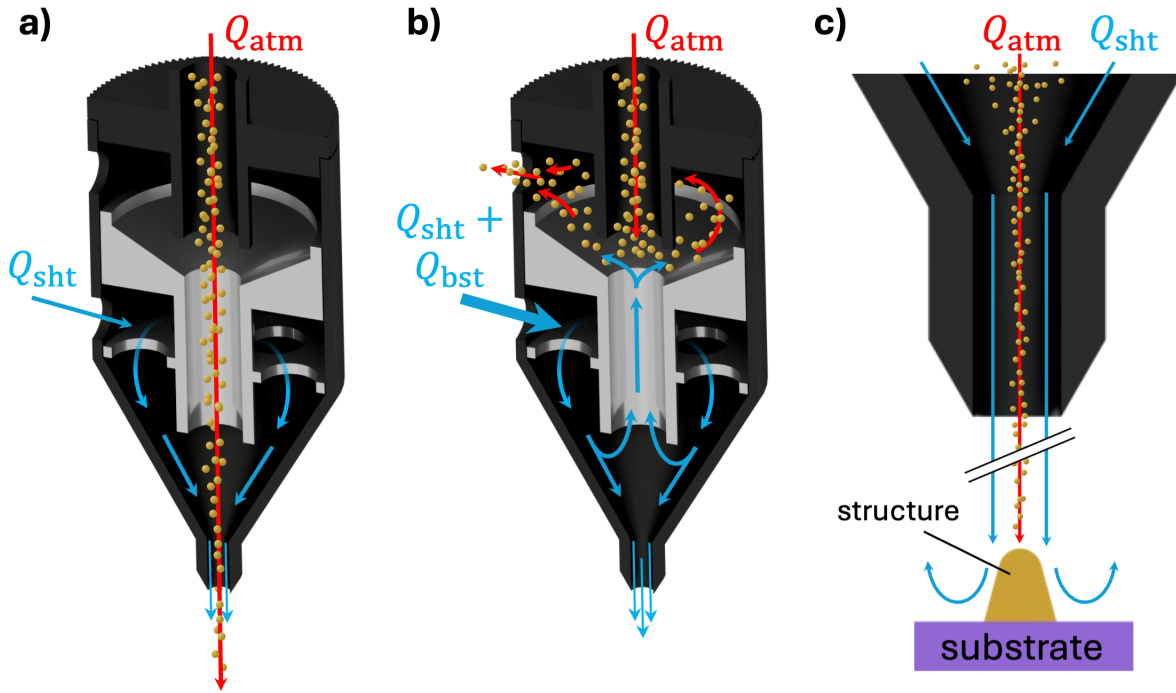 a)
Q_atm
Q_sht
b)
Q_atm
Q_sht +
Q_bst
c)
Q_atm
Q_sht
structure
substrate